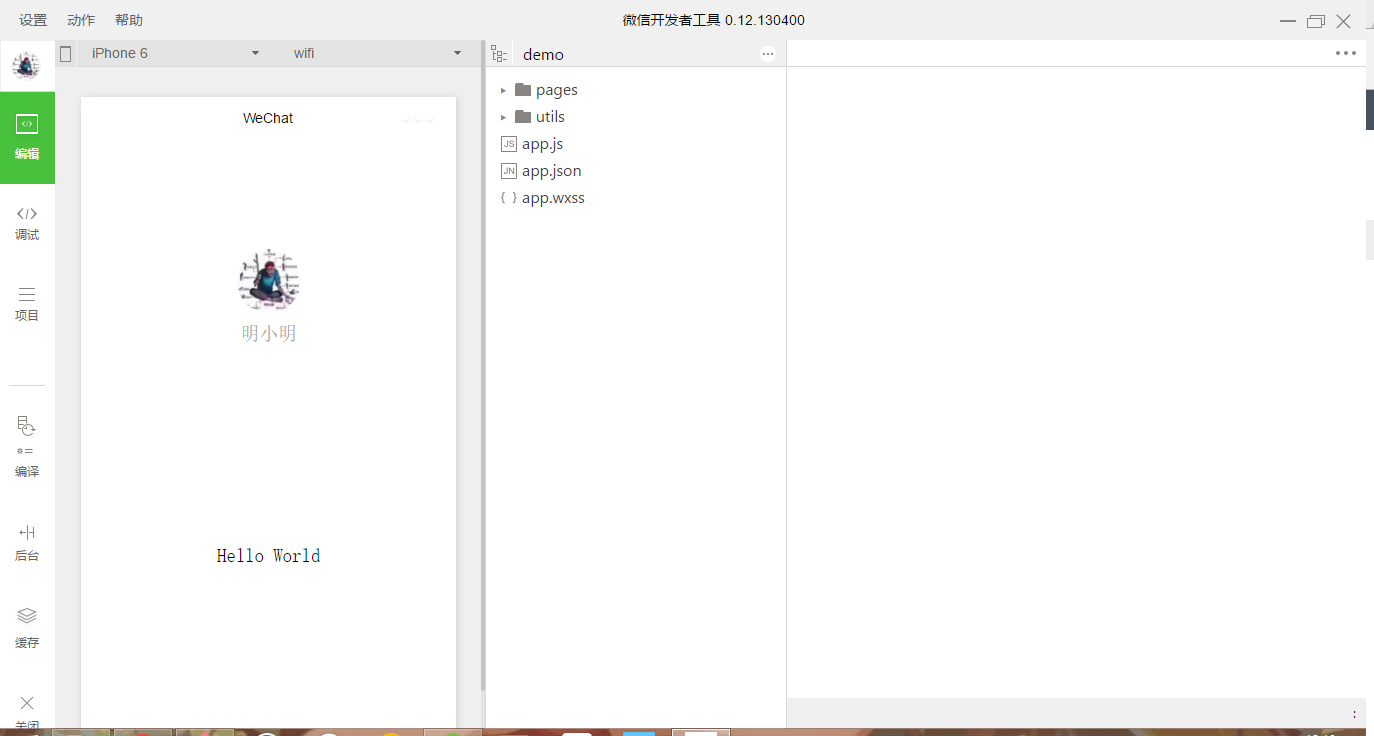 设置 动作 帮助 微信开发者工具 0.12.130400
iPhone 6 wifi
demo
编辑
调试
项目
编译
后台
缓存
关闭
WeChat
明小明
Hello World
pages
utils
JS app.js
JN app.json
{ } app.wxss